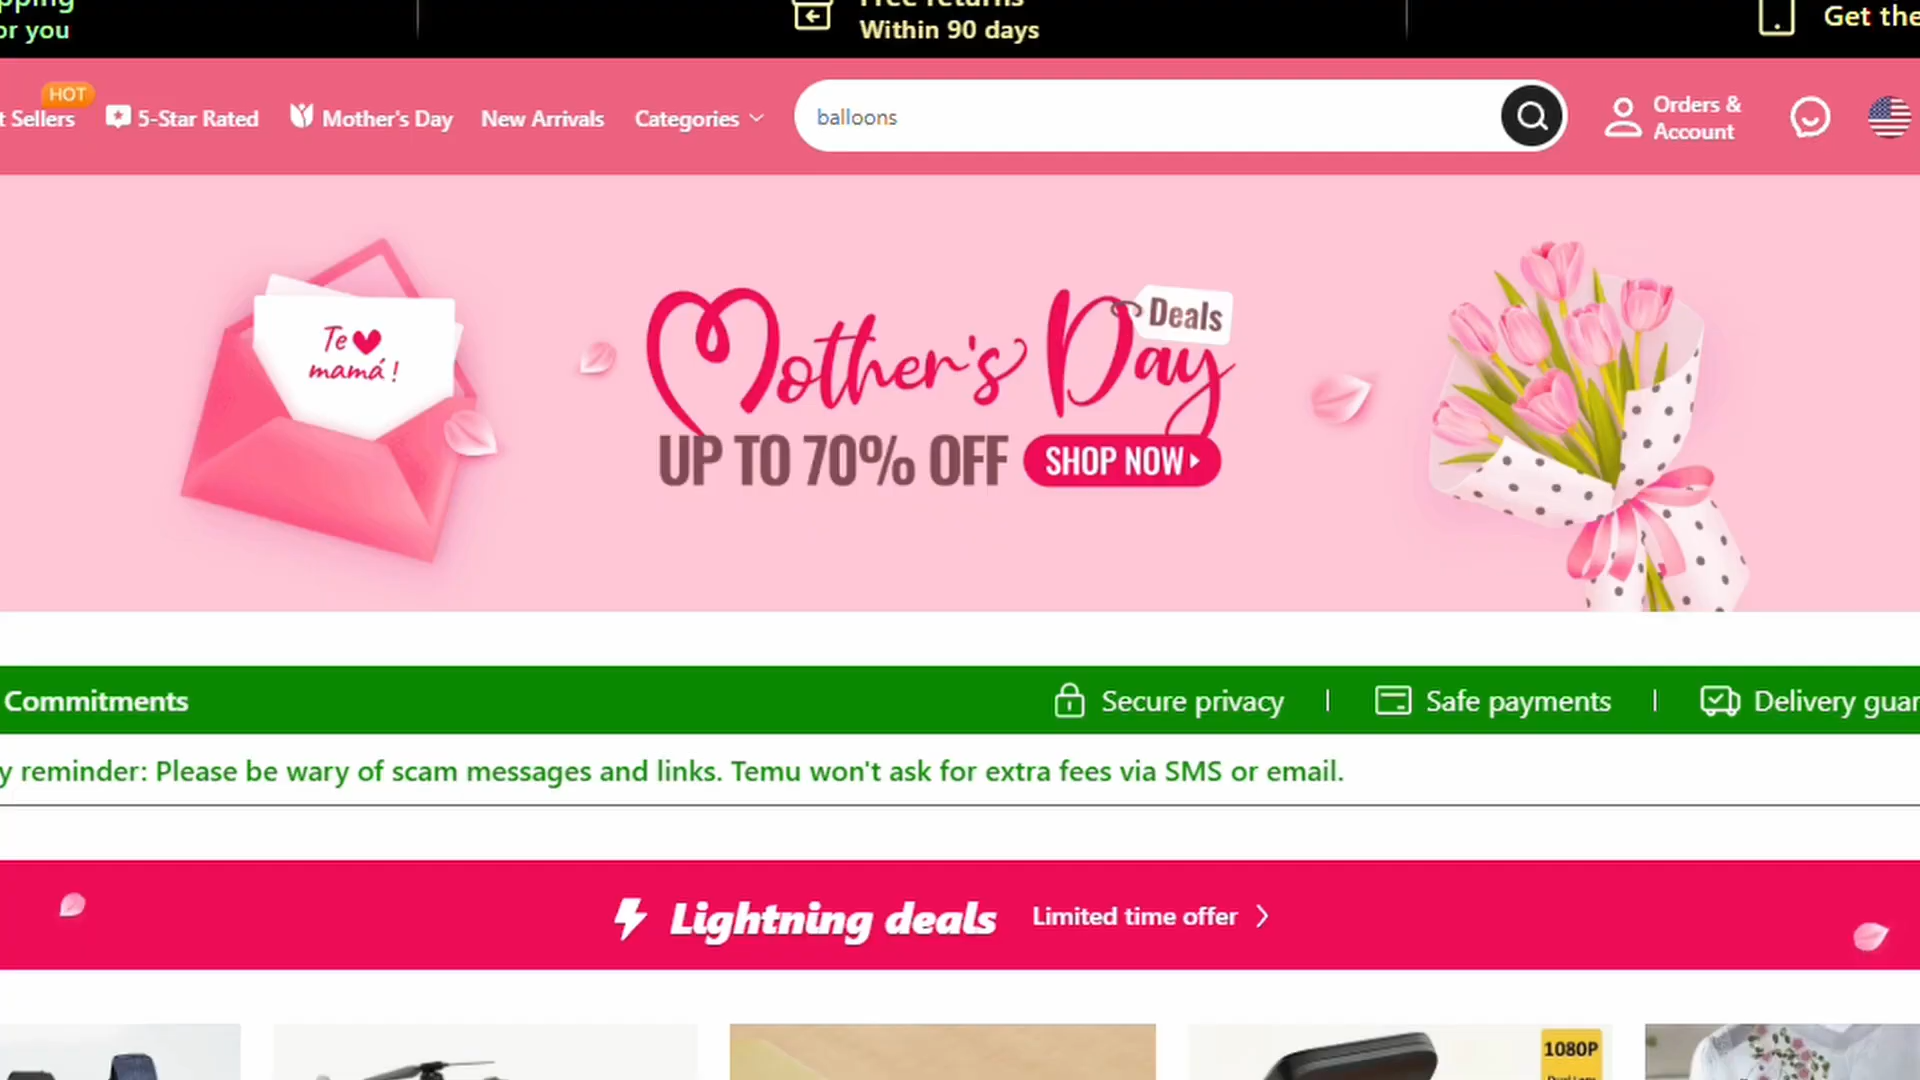 or you
Within 90 days
Get the
HOT
Sellers
5-Star Rated
Mother's Day
New Arrivals
Categories
balloons
Orders &
Account
Te
mamá!
Mother's Day
Deals
UP TO 70% OFF
SHOP NOW
Commitments
Secure privacy
Safe payments
Delivery
reminder: Please be wary of scam messages and links. Temu won't ask for extra fees via SMS or email.
Lightning deals
Limited time offer
1080P